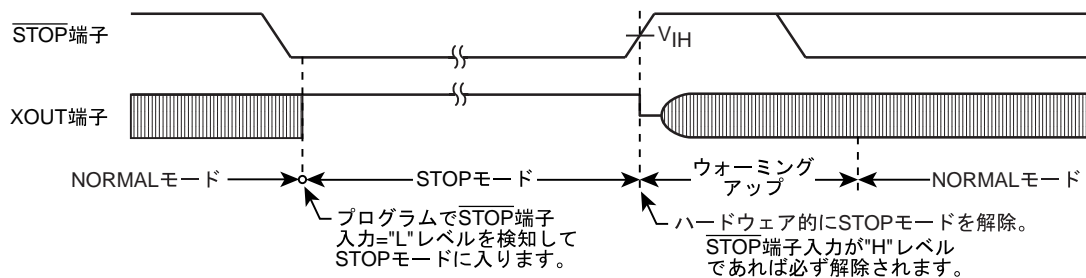 STOP端子
VIH
XOUT端子
NORMALモード
STOPモード
ウォーミング
アップ
NORMALモード
プログラムでSTOP端子
入力="L"レベルを検知して
STOPモードに入ります。
ハードウェア的にSTOPモードを解除。
STOP端子入力が"H"レベル
であれば必ず解除されます。